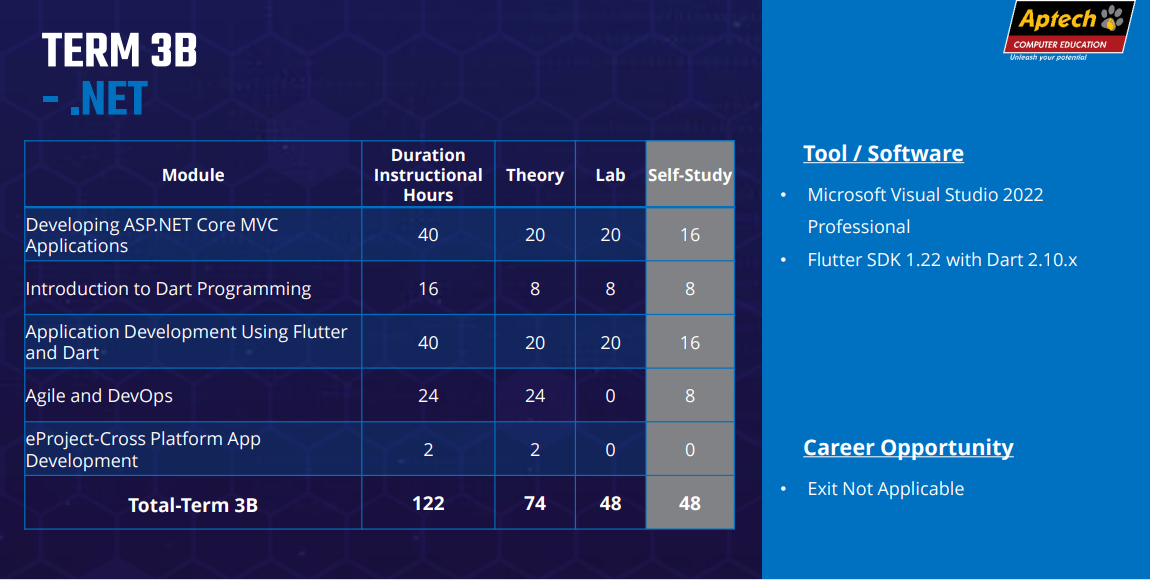 Aptech
COMPUTER EDUCATION
Unleash your potential
TERM 3B
- .NET
Module
Duration
Instructional
Hours
Theory
Lab
Self-Study
Developing ASP.NET Core MVC
Applications
40
20
20
16
Introduction to Dart Programming
16
8
8
8
Application Development Using Flutter
and Dart
40
20
20
16
Agile and DevOps
24
24
0
8
eProject-Cross Platform App
Development
2
2
0
0
Total-Term 3B
122
74
48
48
Tool / Software
• Microsoft Visual Studio 2022
Professional
• Flutter SDK 1.22 with Dart 2.10.x
Career Opportunity
• Exit Not Applicable